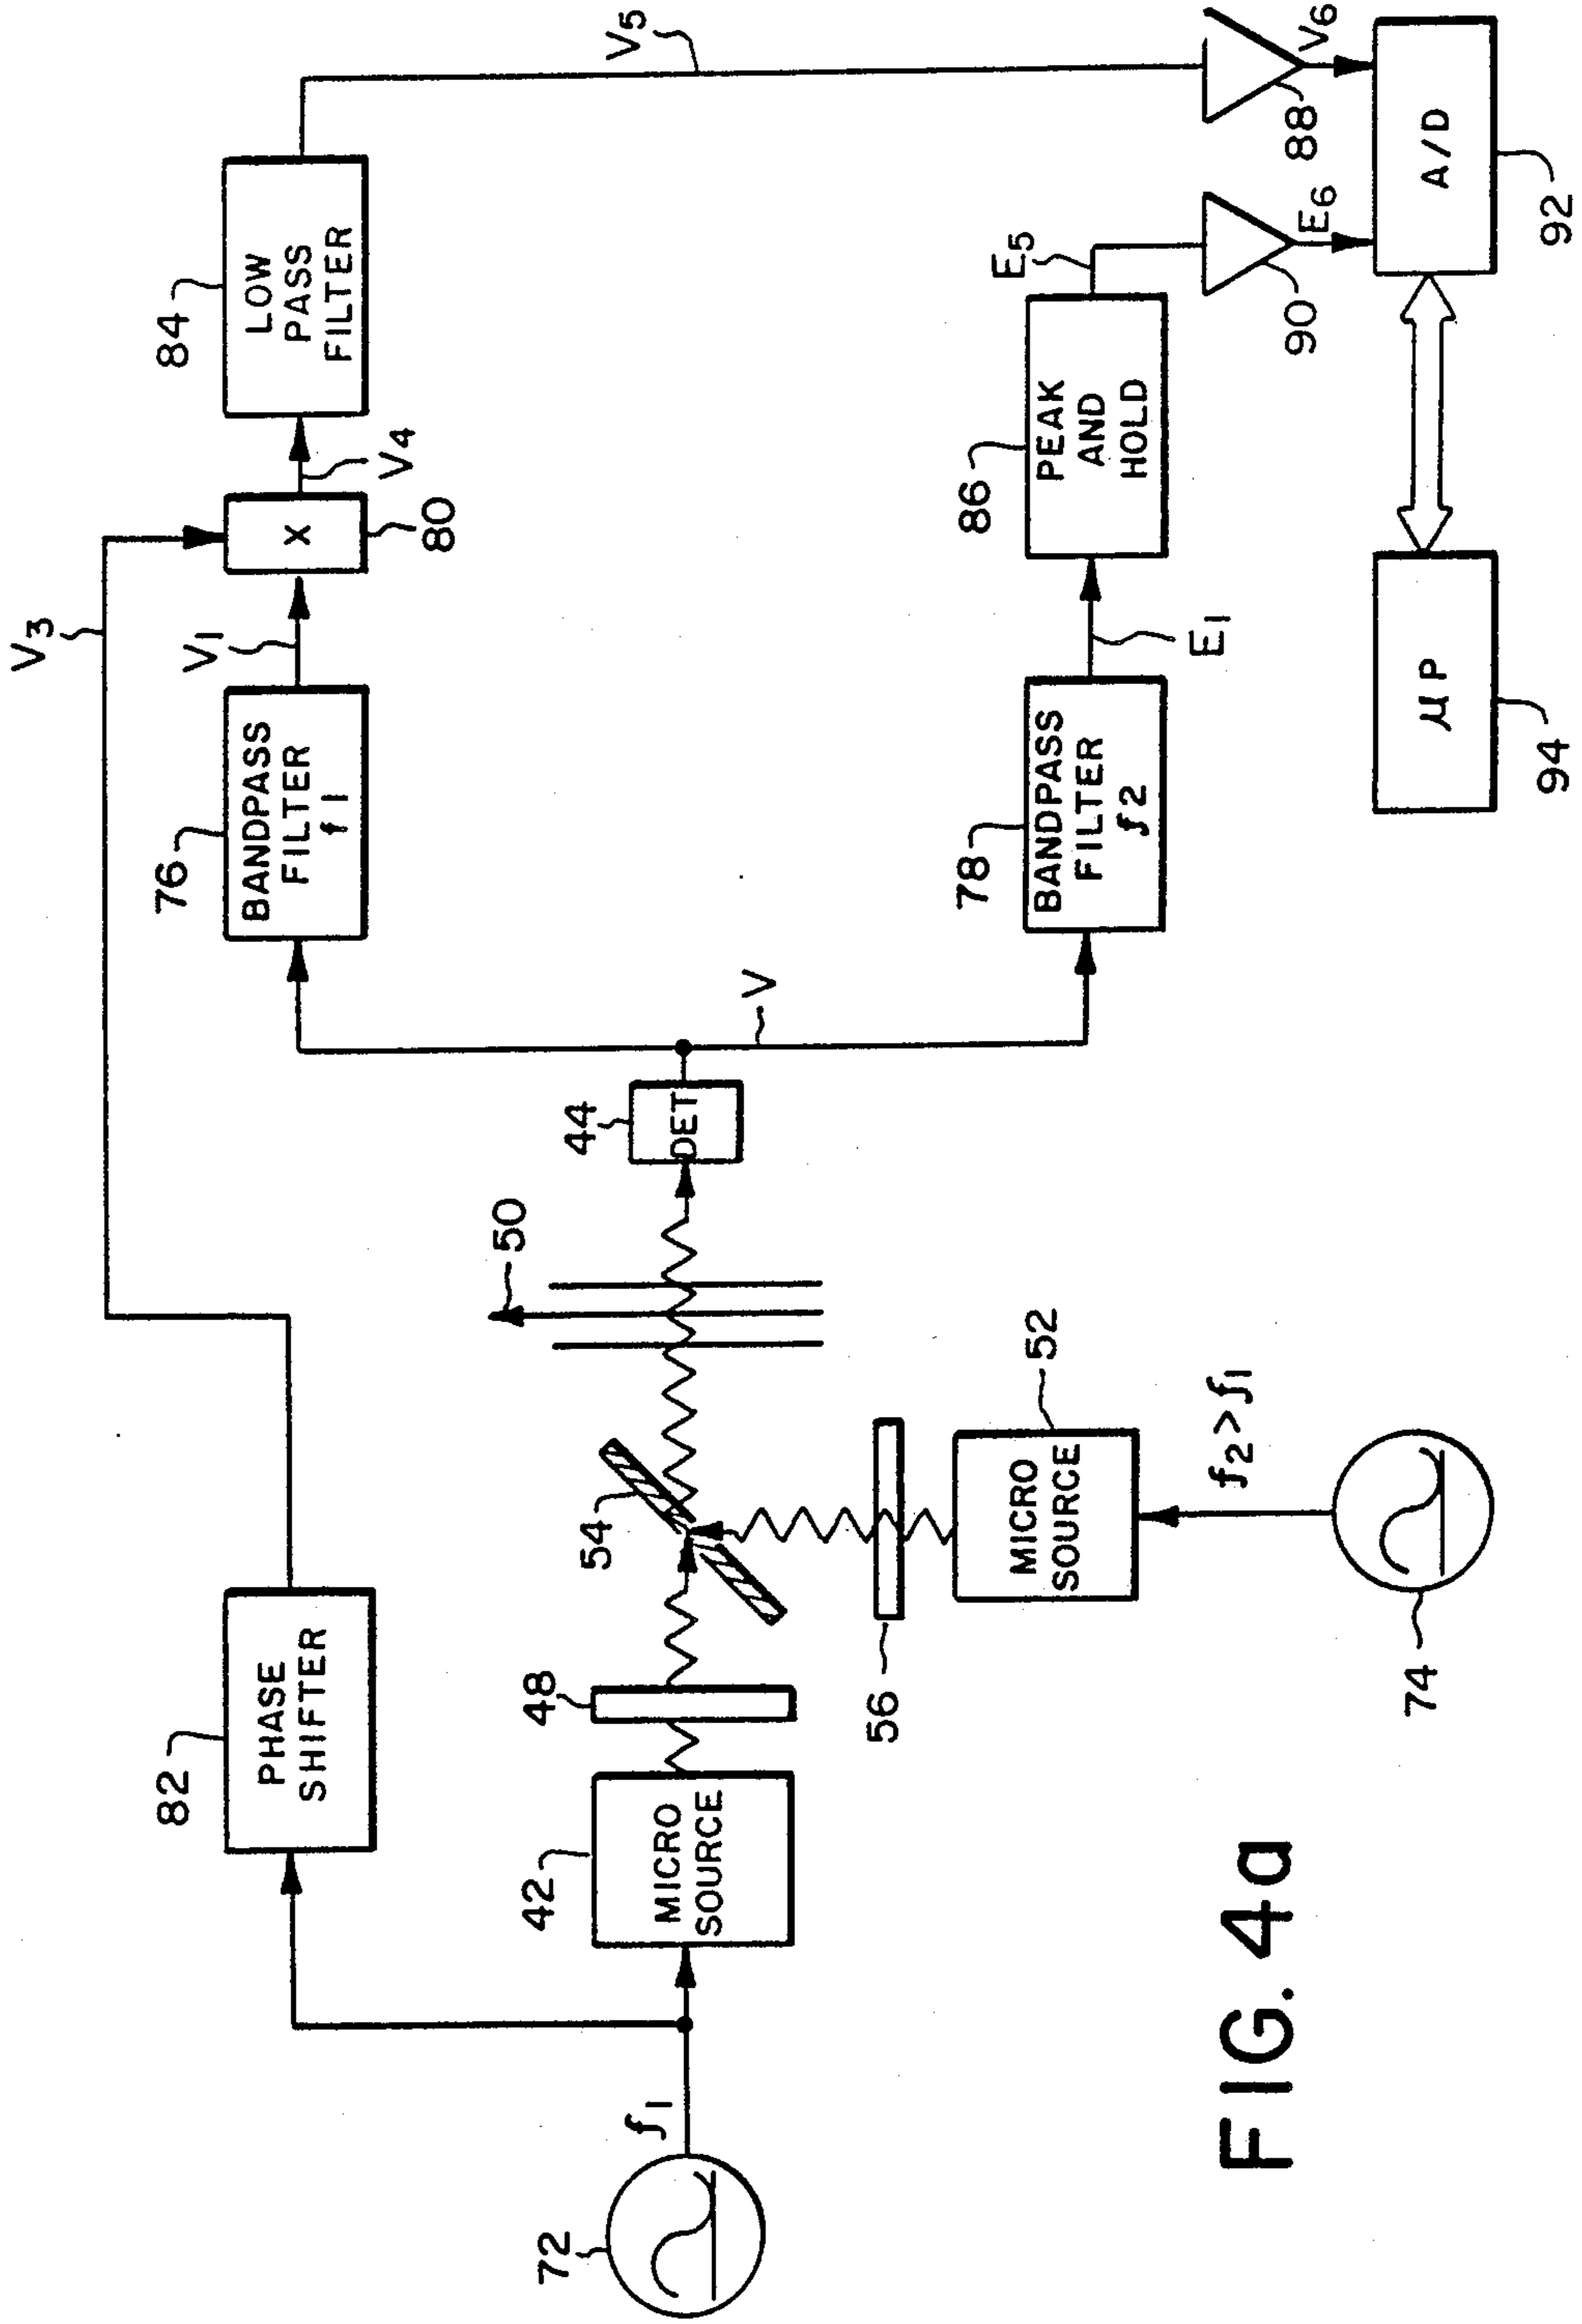 V3
V5
82
PHASE
SHIFTER
76
BANDPASS
FILTER
f1
V1
X
80
V4
84
LOW
PASS
FILTER
72
f1
42
MICRO
SOURCE
48
54
50
44
DET
V
56
52
MICRO
SOURCE
f2>f1
74
78
BANDPASS
FILTER
f2
E1
86
PEAK
AND
HOLD
E5
90
E6
88
V6
94
μP
A/D
92
FIG. 4a